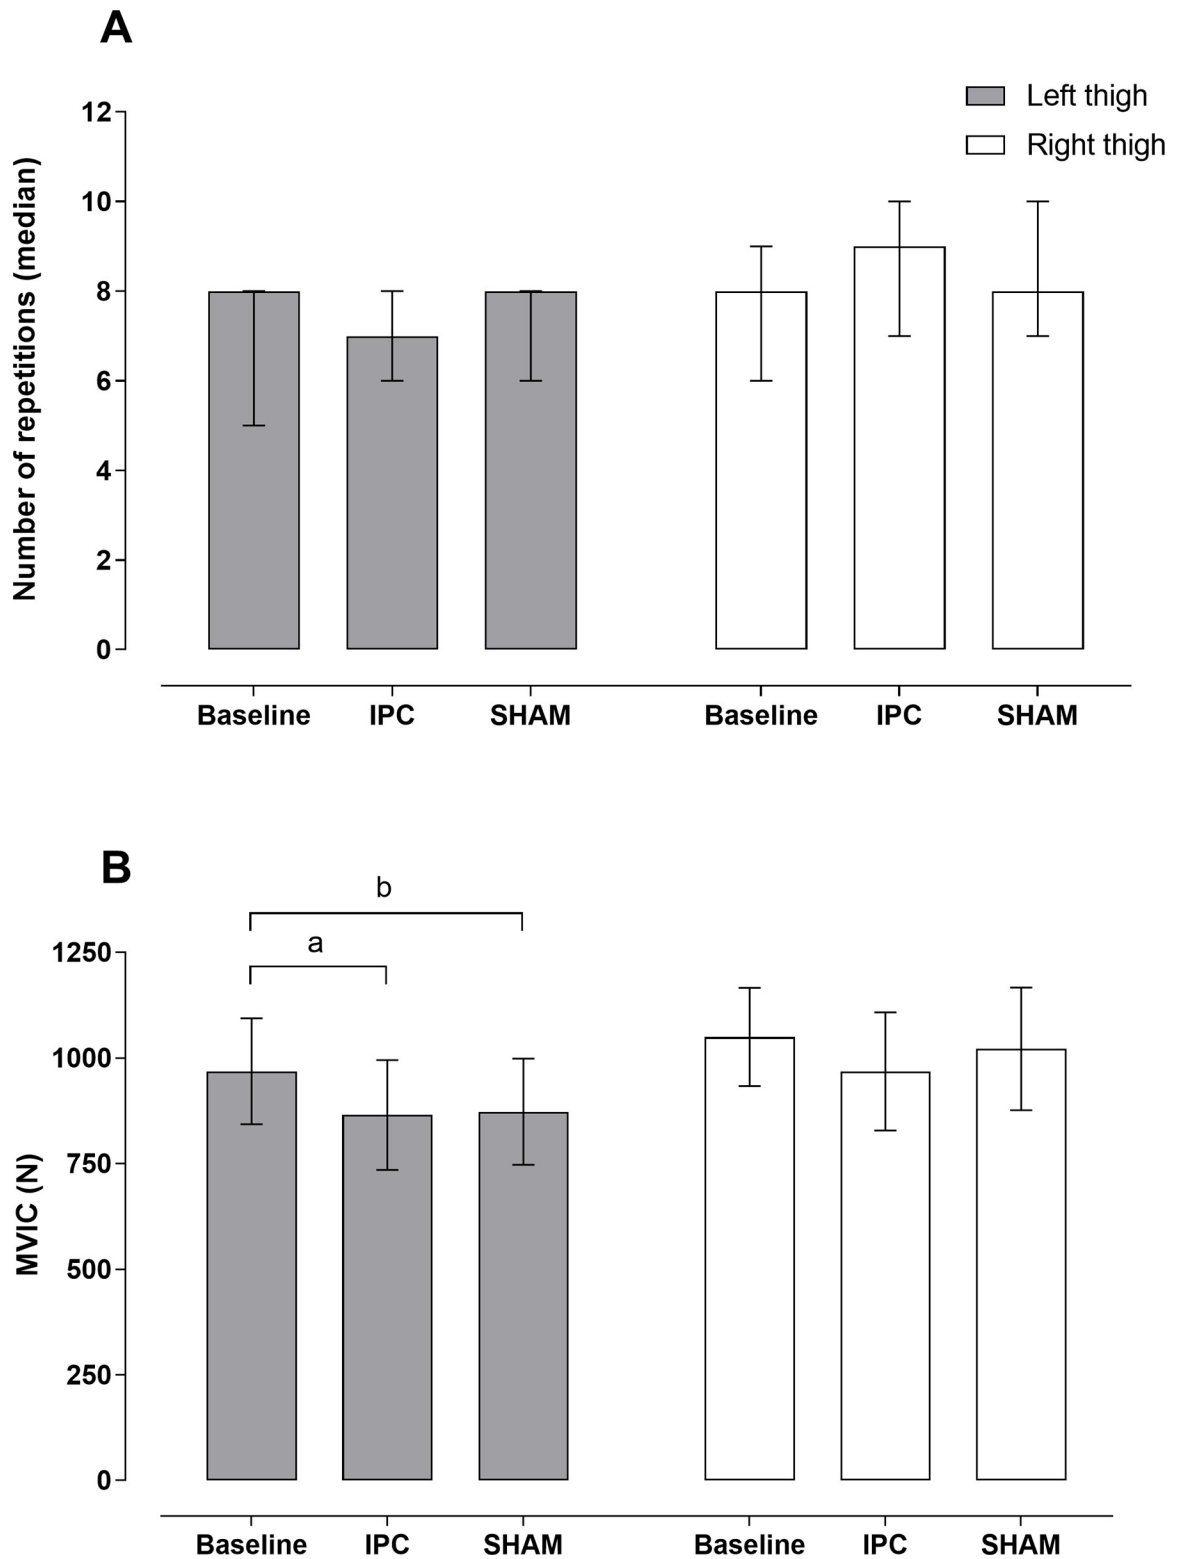 A
Left thigh
Right thigh
Number of repetitions (median)
12
10
8
6
4
2
0
Baseline IPC SHAM Baseline IPC SHAM
B
b
a
MVIC (N)
1250
1000
750
500
250
0
Baseline IPC SHAM Baseline IPC SHAM